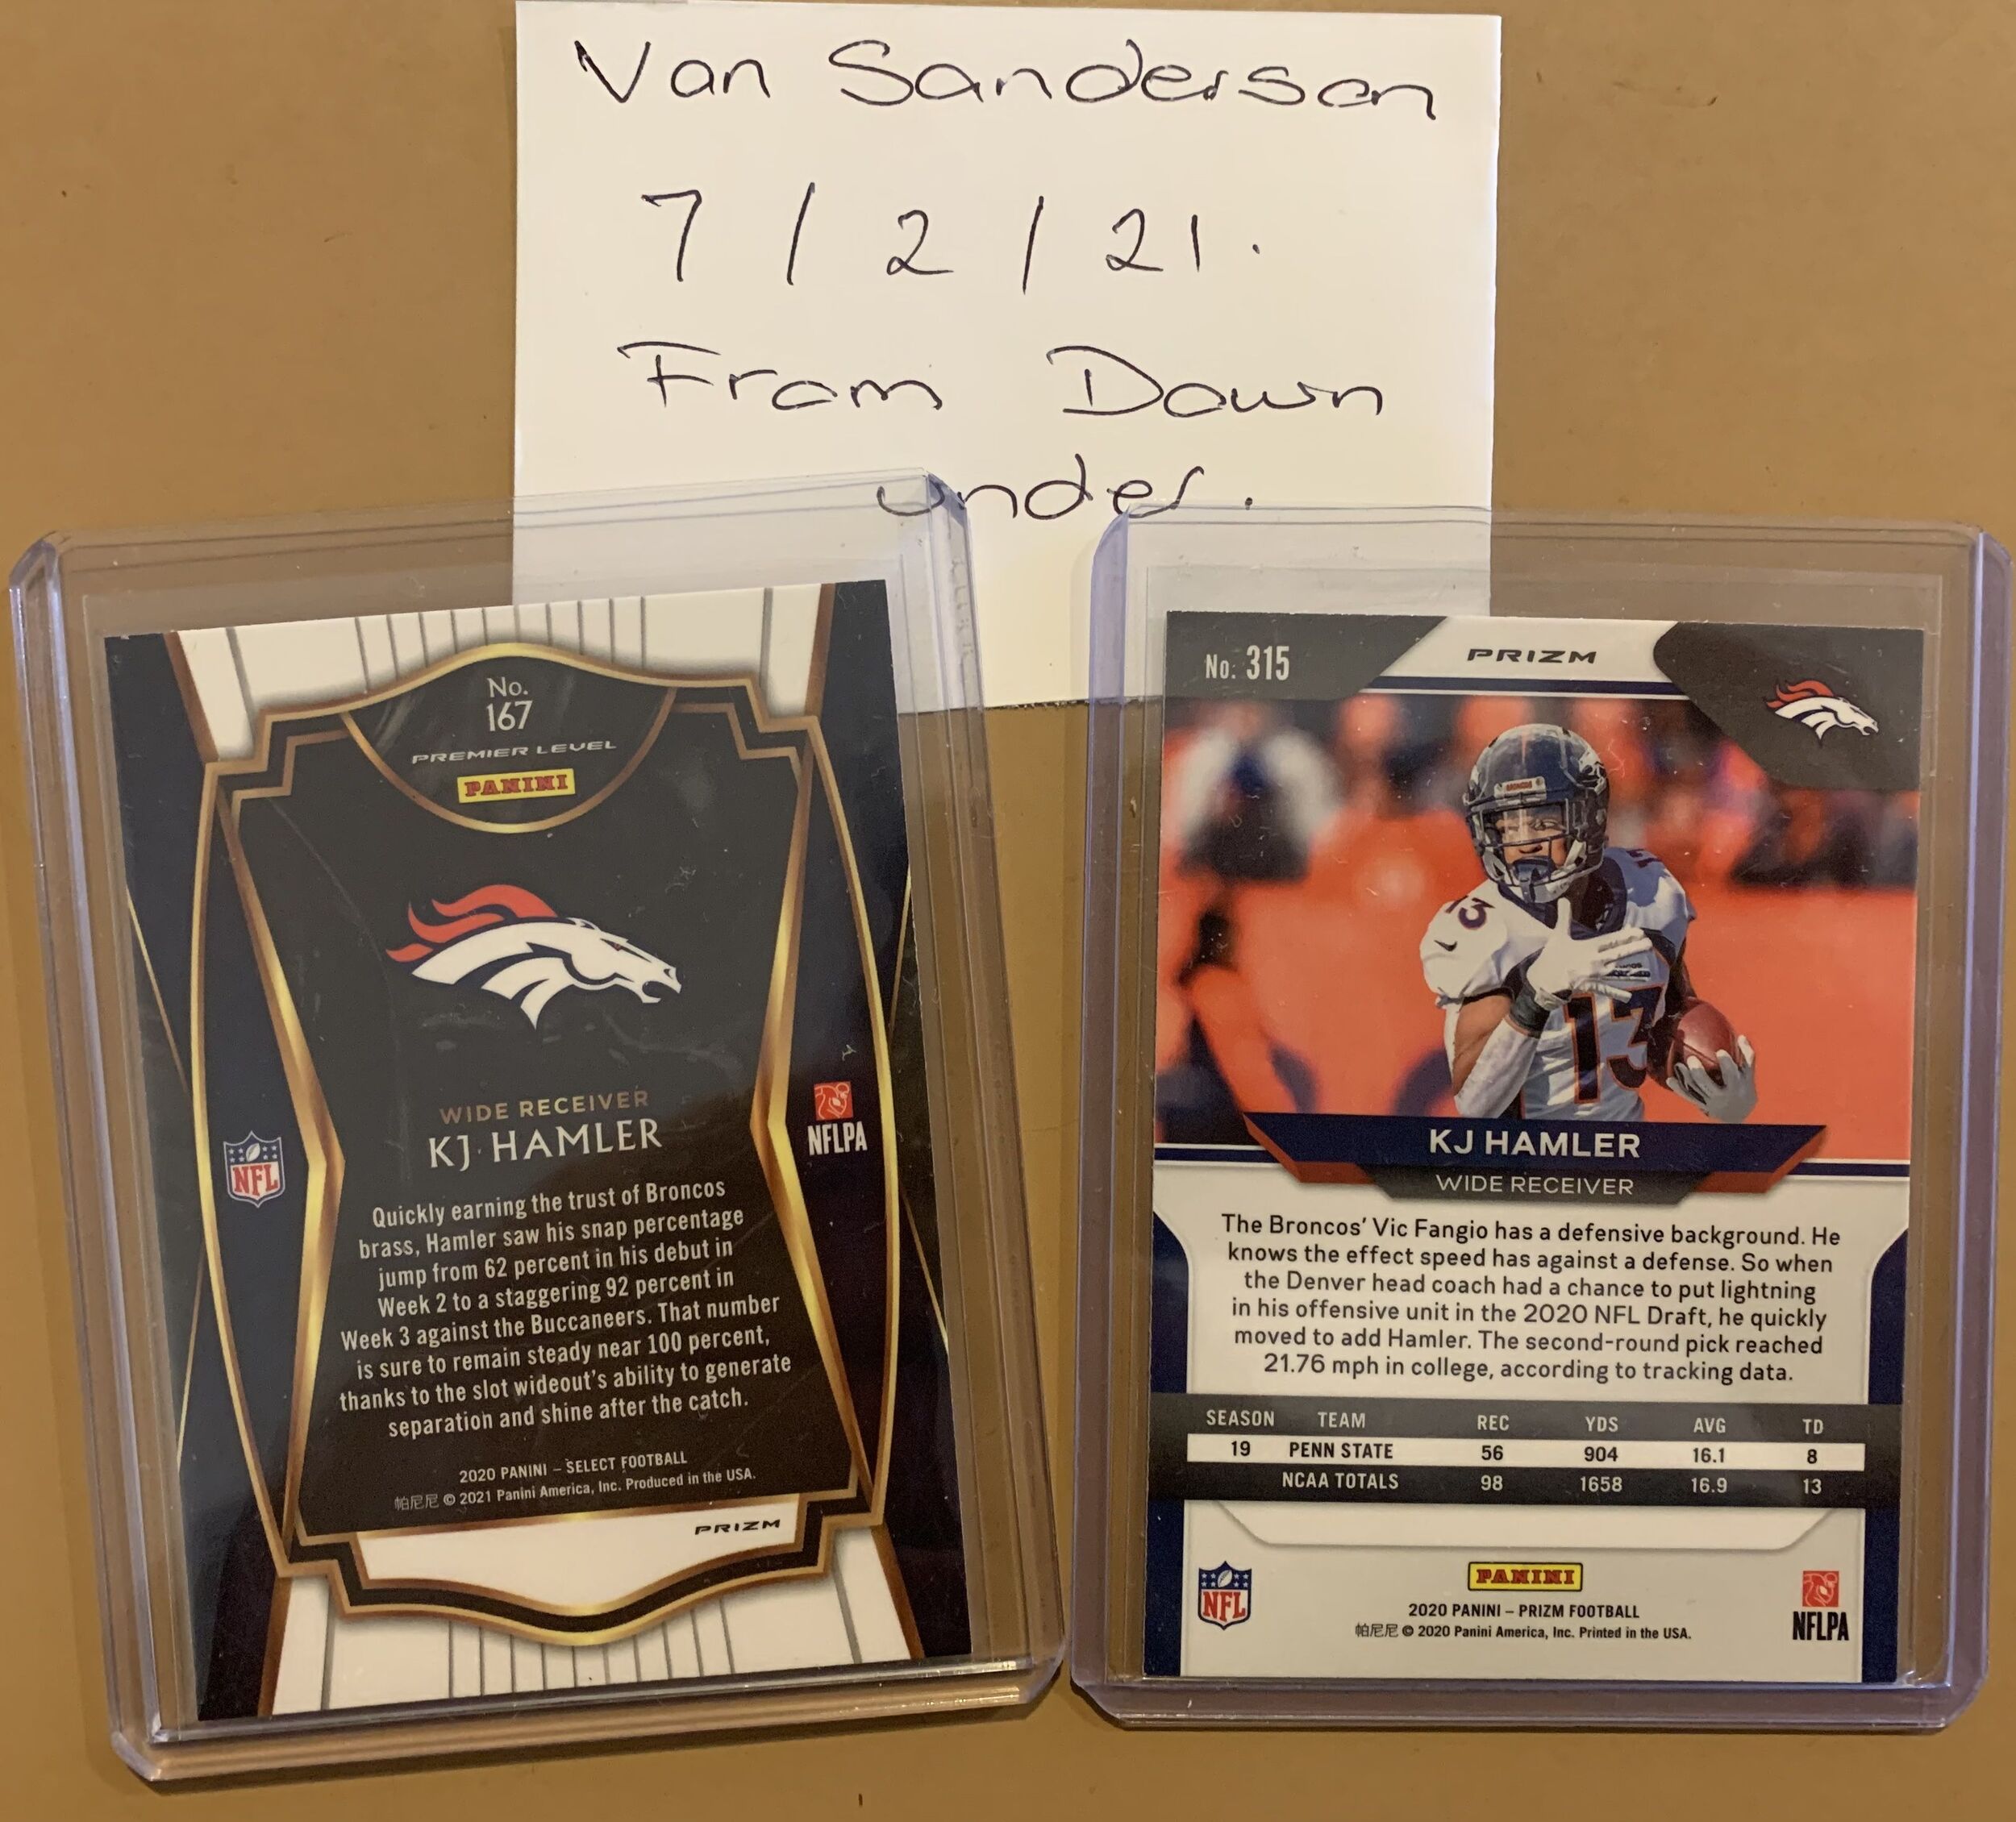 Van Sanderson
7 / 2 / 21.
From Down
under.
No.
167
PREMIER LEVEL
PANINI
WIDE RECEIVER
KJ HAMLER
NFL
NFLPA
Quickly earning the trust of Broncos
brass, Hamler saw his snap percentage
jump from 62 percent in his debut in
Week 2 to a staggering 92 percent in
Week 3 against the Buccaneers. That number
is sure to remain steady near 100 percent,
thanks to the slot wideout's ability to generate
separation and shine after the catch.
2020 PANINI – SELECT FOOTBALL
帕尼尼 © 2021 Panini America, Inc. Produced in the USA.
PRIZM
No. 315
PRIZM
BRONCOS
13
13
KJ HAMLER
WIDE RECEIVER
The Broncos' Vic Fangio has a defensive background. He
knows the effect speed has against a defense. So when
the Denver head coach had a chance to put lightning
in his offensive unit in the 2020 NFL Draft, he quickly
moved to add Hamler. The second-round pick reached
21.76 mph in college, according to tracking data.
SEASON TEAM REC YDS AVG TD
19 PENN STATE 56 904 16.1 8
NCAA TOTALS 98 1658 16.9 13
NFL
PANINI
2020 PANINI – PRIZM FOOTBALL
帕尼尼 © 2020 Panini America, Inc. Printed in the USA.
NFLPA